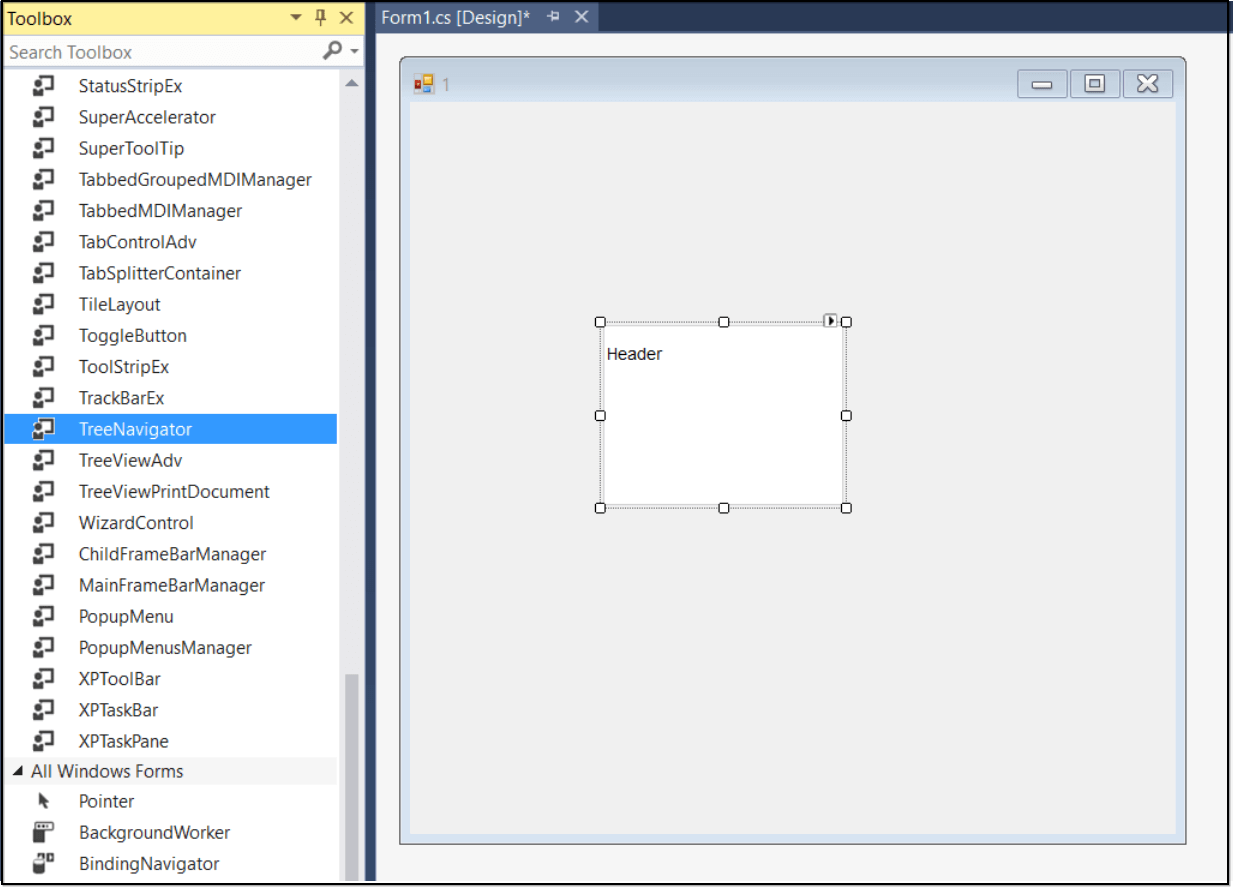 Toolbox
Search Toolbox
StatusStripEx
SuperAccelerator
SuperToolTip
TabbedGroupedMDIManager
TabbedMDIManager
TabControlAdv
TabSplitterContainer
TileLayout
ToggleButton
ToolStripEx
TrackBarEx
TreeNavigator
TreeViewAdv
TreeViewPrintDocument
WizardControl
ChildFrameBarManager
MainFrameBarManager
PopupMenu
PopupMenusManager
XPToolBar
XPTaskBar
XPTaskPane
All Windows Forms
Pointer
BackgroundWorker
BindingNavigator
Form1.cs [Design]*
1
Header